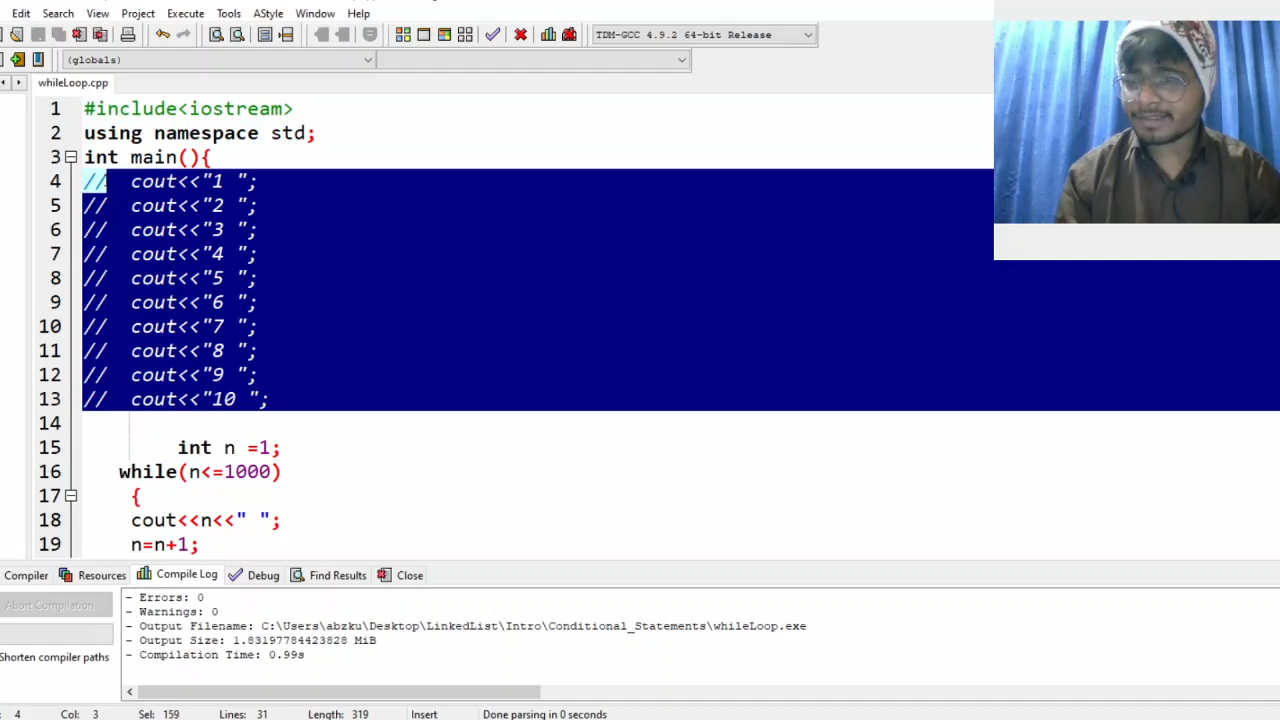 Edit Search View Project Execute Tools AStyle Window Help
TDM-GCC 4.9.2 64-bit Release
(globals)
whileLoop.cpp
1 #include<iostream>
2 using namespace std;
3 int main(){
4 // cout<<"1 ";
5 // cout<<"2 ";
6 // cout<<"3 ";
7 // cout<<"4 ";
8 // cout<<"5 ";
9 // cout<<"6 ";
10 // cout<<"7 ";
11 // cout<<"8 ";
12 // cout<<"9 ";
13 // cout<<"10 ";
14
15 int n =1;
16 while(n<=1000)
17 {
18 cout<<n<<" ";
19 n=n+1;
Compiler Resources Compile Log Debug Find Results Close
Abort Compilation
Shorten compiler paths
- Errors: 0
- Warnings: 0
- Output Filename: C:\Users\abzku\Desktop\LinkedList\Intro\Conditional_Statements\whileLoop.exe
- Output Size: 1.83197784423828 MiB
- Compilation Time: 0.99s
: 4 Col: 3 Sel: 159 Lines: 31 Length: 319 Insert Done parsing in 0 seconds